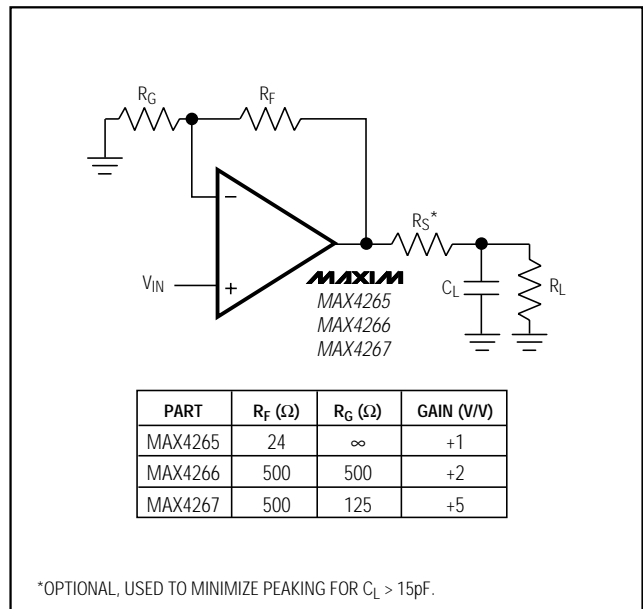 R_G
R_F
−
R_S*
V_IN
+
MAXIM
C_L
R_L
MAX4265
MAX4266
MAX4267
PART R_F (Ω) R_G (Ω) GAIN (V/V)
MAX4265 24 ∞ +1
MAX4266 500 500 +2
MAX4267 500 125 +5
*OPTIONAL, USED TO MINIMIZE PEAKING FOR C_L > 15pF.